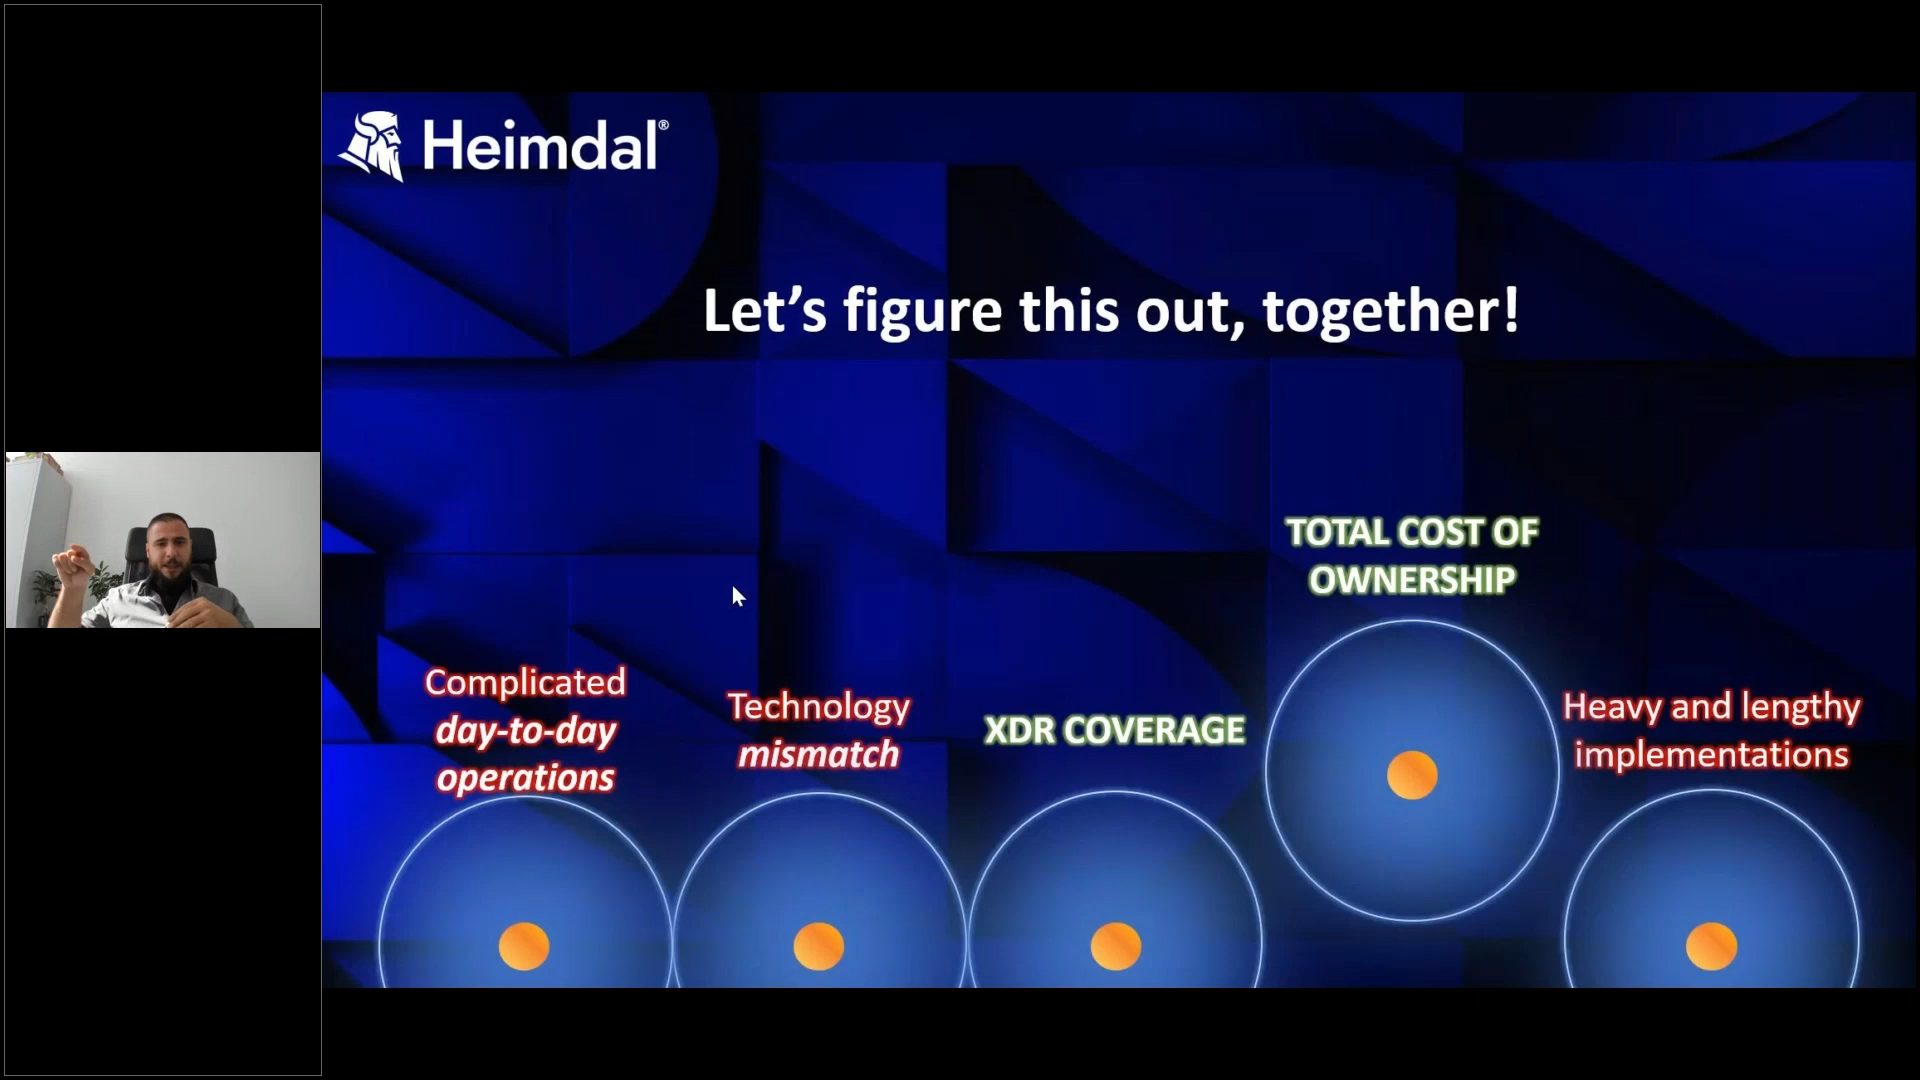 Heimdal®
Let’s figure this out, together!
Complicated
day-to-day
operations
Technology
mismatch
XDR COVERAGE
TOTAL COST OF
OWNERSHIP
Heavy and lengthy
implementations